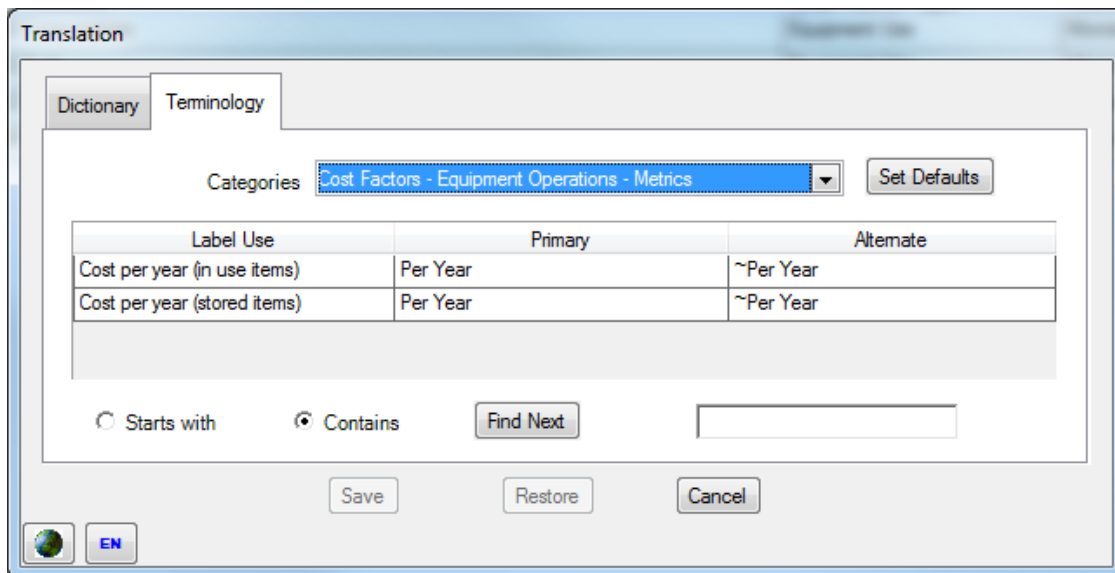 Translation
Dictionary Terminology
Categories Cost Factors - Equipment Operations - Metrics Set Defaults
Label Use Primary Alternate
Cost per year (in use items) Per Year ~Per Year
Cost per year (stored items) Per Year ~Per Year
Starts with Contains Find Next
Save Restore Cancel
EN